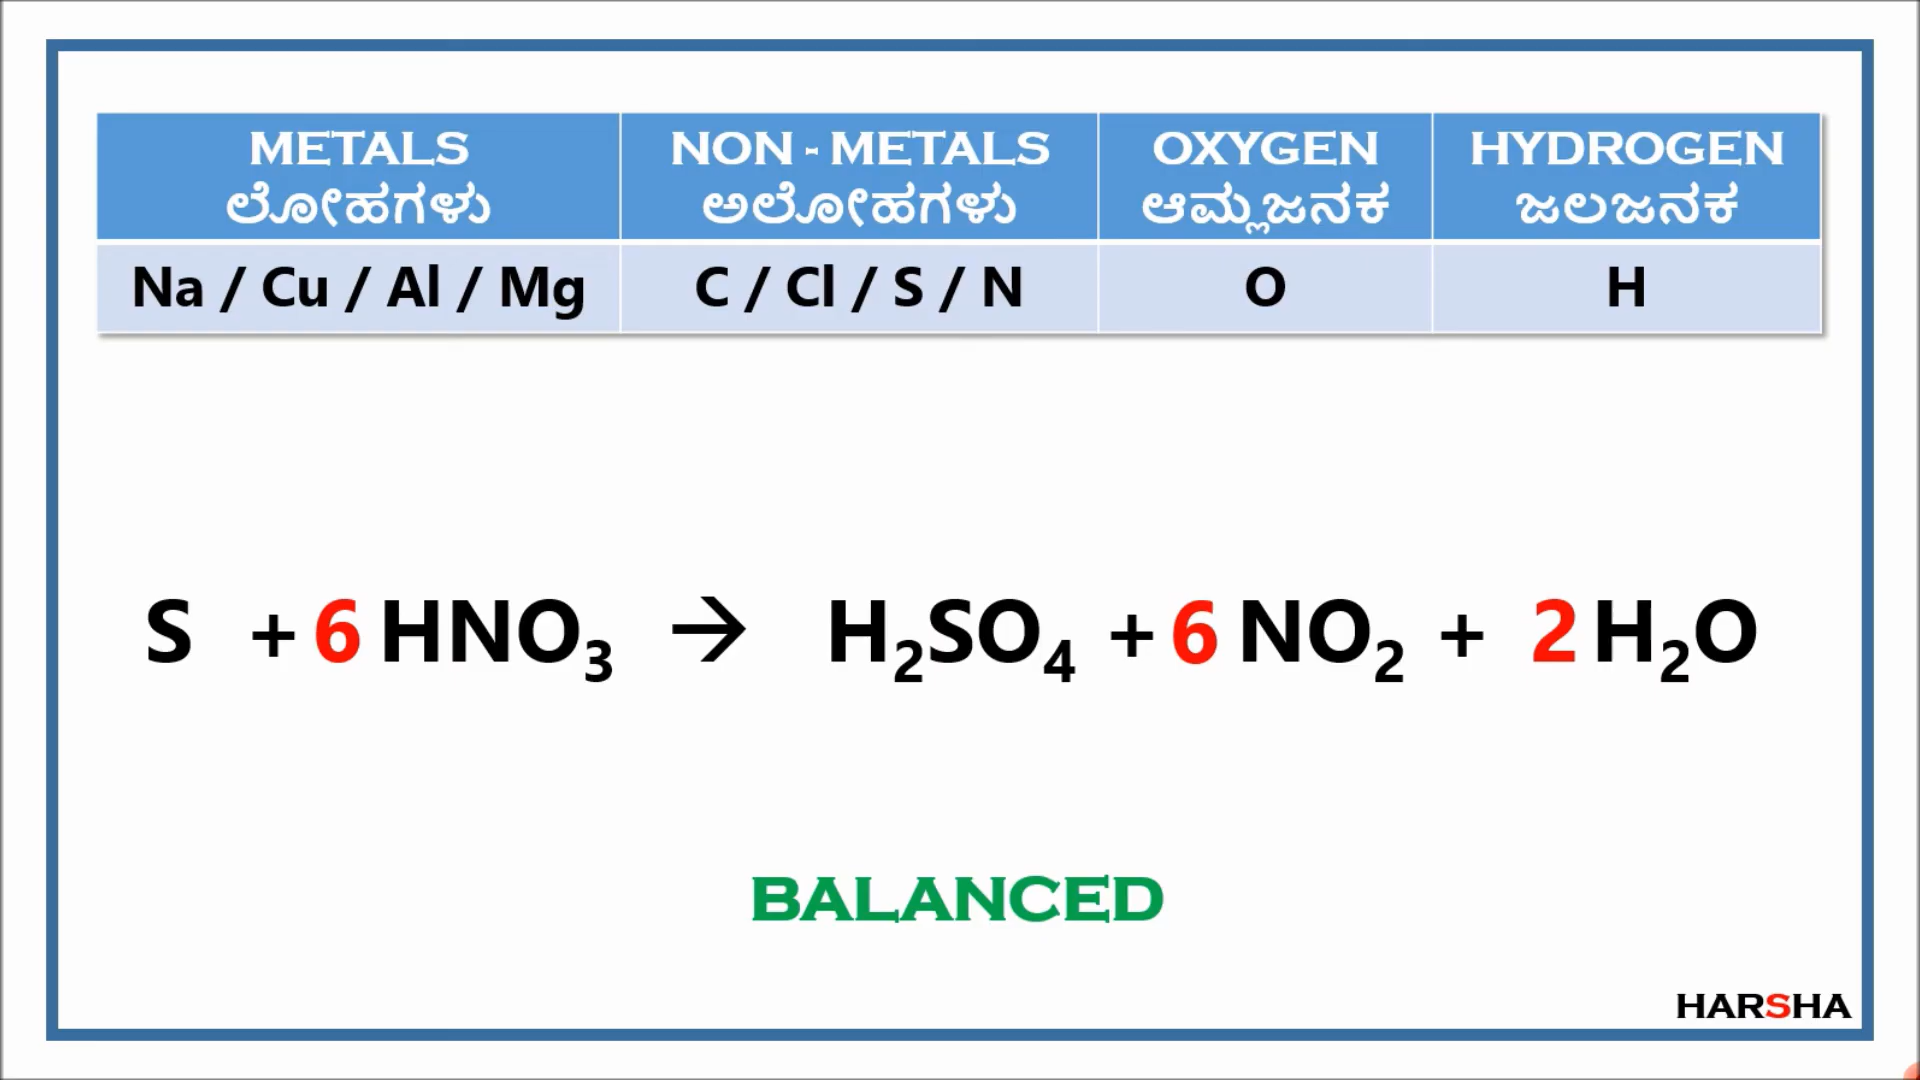 METALS
ಲೋಹಗಳು
NON - METALS
ಅಲೋಹಗಳು
OXYGEN
ಆಮ್ಲಜನಕ
HYDROGEN
ಜಲಜನಕ
Na / Cu / Al / Mg
C / Cl / S / N
O
H
S + 6 HNO₃ → H₂SO₄ + 6 NO₂ + 2 H₂O
BALANCED
HARSHA